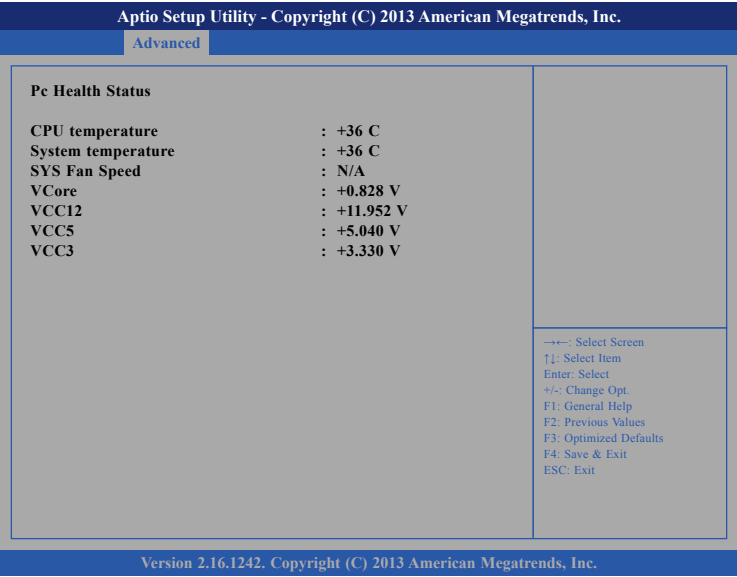 Aptio Setup Utility - Copyright (C) 2013 American Megatrends, Inc.
Advanced
Pc Health Status
CPU temperature : +36 C
System temperature : +36 C
SYS Fan Speed : N/A
VCore : +0.828 V
VCC12 : +11.952 V
VCC5 : +5.040 V
VCC3 : +3.330 V
→←: Select Screen
↑↓: Select Item
Enter: Select
+/-: Change Opt.
F1: General Help
F2: Previous Values
F3: Optimized Defaults
F4: Save & Exit
ESC: Exit
Version 2.16.1242. Copyright (C) 2013 American Megatrends, Inc.